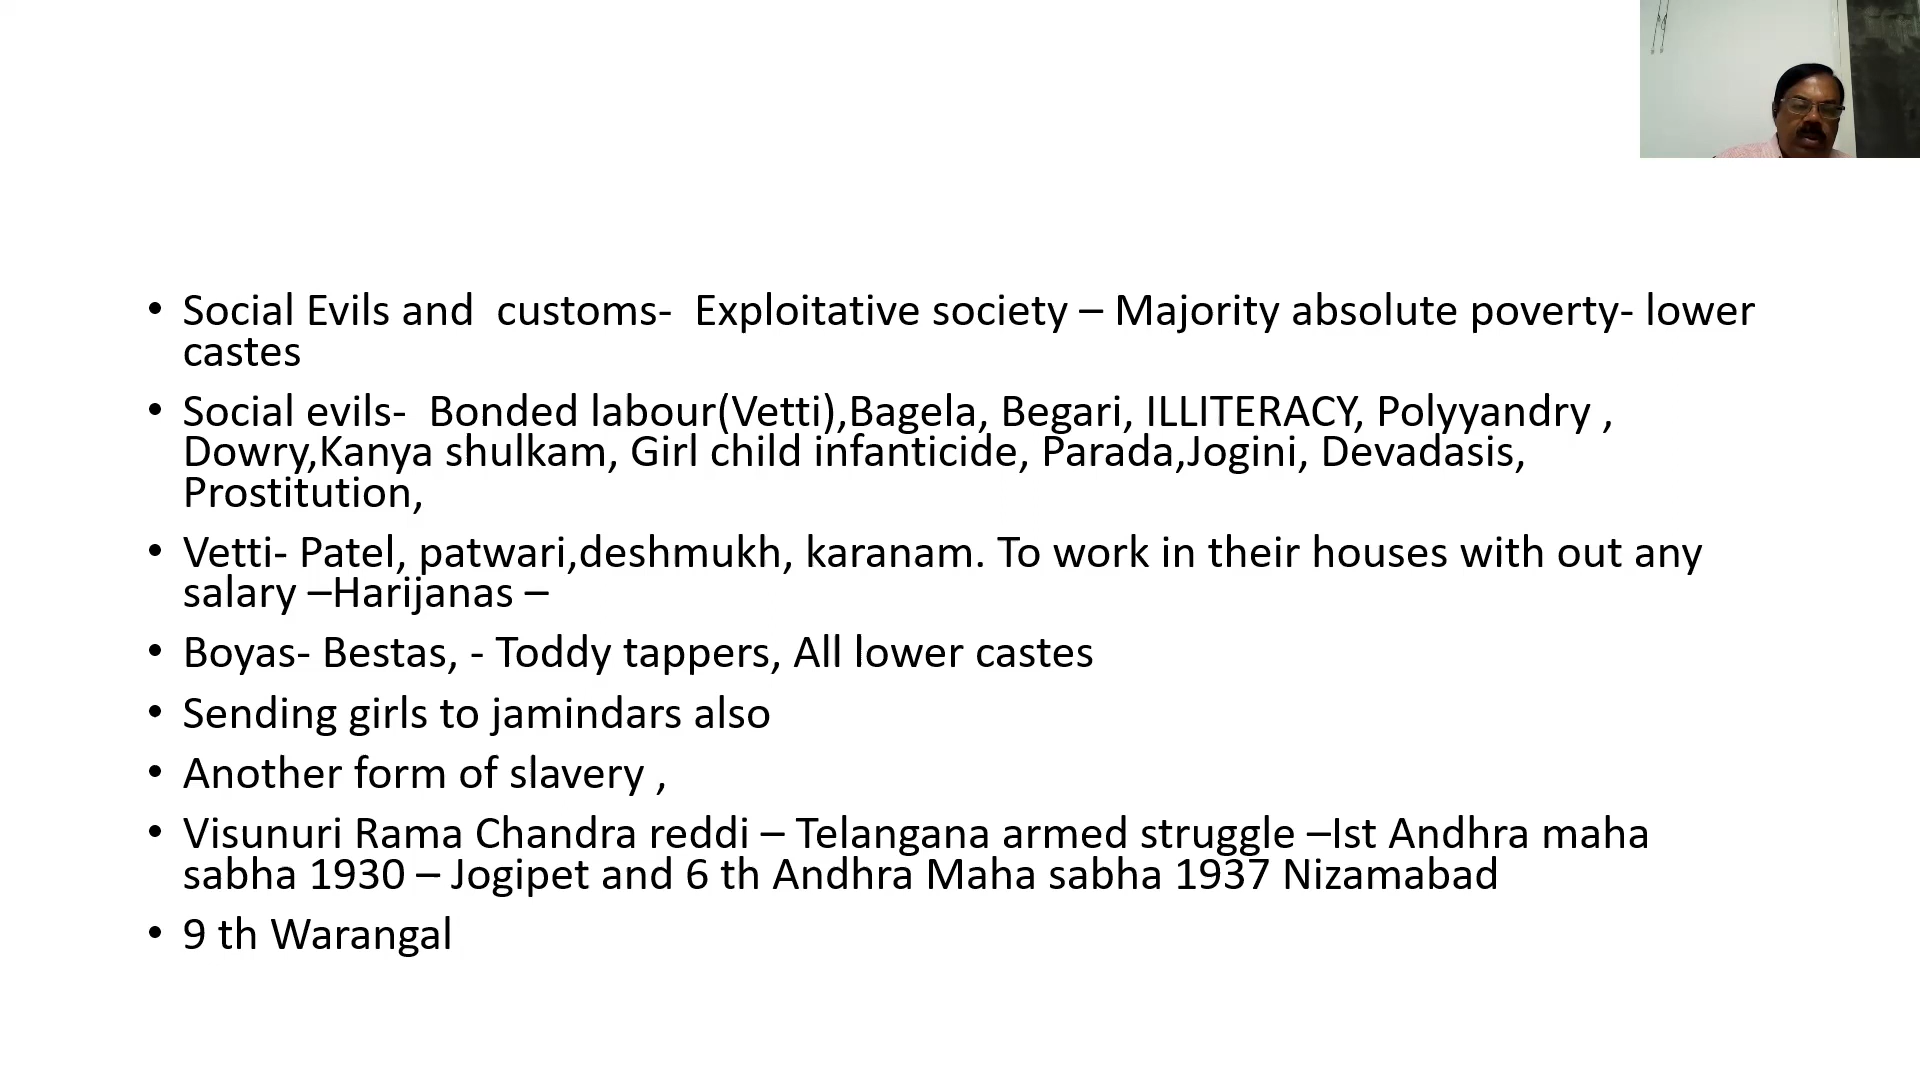 • Social Evils and  customs-  Exploitative society – Majority absolute poverty- lower
castes
• Social evils-  Bonded labour(Vetti),Bagela, Begari, ILLITERACY, Polyyandry ,
Dowry,Kanya shulkam, Girl child infanticide, Parada,Jogini, Devadasis,
Prostitution,
• Vetti- Patel, patwari,deshmukh, karanam. To work in their houses with out any
salary –Harijanas –
• Boyas- Bestas, - Toddy tappers, All lower castes
• Sending girls to jamindars also
• Another form of slavery ,
• Visunuri Rama Chandra reddi – Telangana armed struggle –Ist Andhra maha
sabha 1930 – Jogipet and 6 th Andhra Maha sabha 1937 Nizamabad
• 9 th Warangal